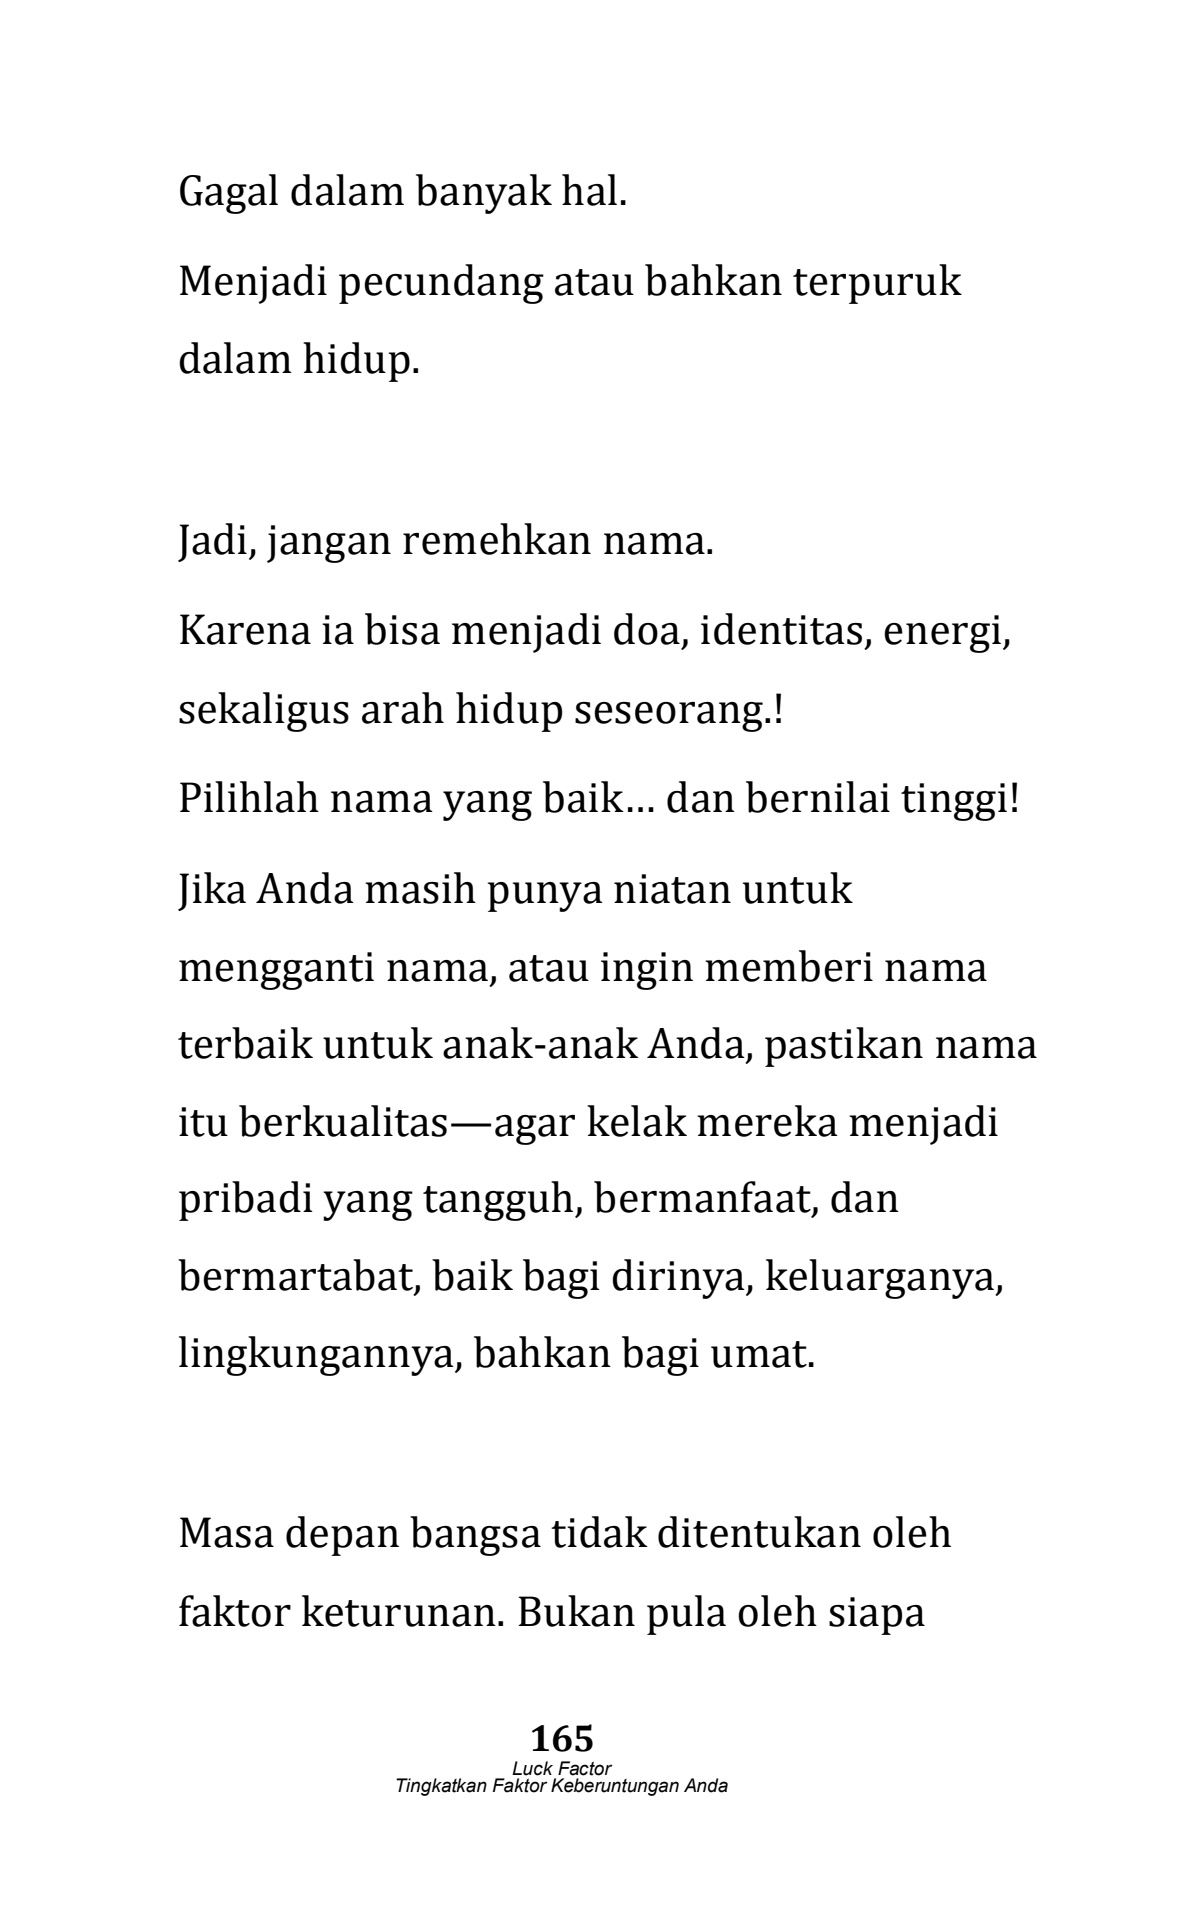 Gagal dalam banyak hal.
Menjadi pecundang atau bahkan terpuruk
dalam hidup.
Jadi, jangan remehkan nama.
Karena ia bisa menjadi doa, identitas, energi,
sekaligus arah hidup seseorang.!
Pilihlah nama yang baik… dan bernilai tinggi!
Jika Anda masih punya niatan untuk
mengganti nama, atau ingin memberi nama
terbaik untuk anak-anak Anda, pastikan nama
itu berkualitas—agar kelak mereka menjadi
pribadi yang tangguh, bermanfaat, dan
bermartabat, baik bagi dirinya, keluarganya,
lingkungannya, bahkan bagi umat.
Masa depan bangsa tidak ditentukan oleh
faktor keturunan. Bukan pula oleh siapa
165
Luck Factor
Tingkatkan Faktor Keberuntungan Anda